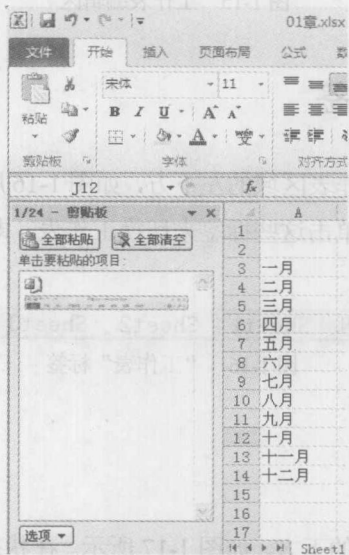 01章.xlsx
文件 开始 插入 页面布局 公式
宋体 11
粘贴 B I U A A
A 文
剪贴板 字体 对齐方式
J12 fx
1/24 - 剪贴板
全部粘贴 全部清空
单击要粘贴的项目:
A
1
2
3 一月
4 二月
5 三月
6 四月
7 五月
8 六月
9 七月
10 八月
11 九月
12 十月
13 十一月
14 十二月
15
16
17
选项
Sheet1